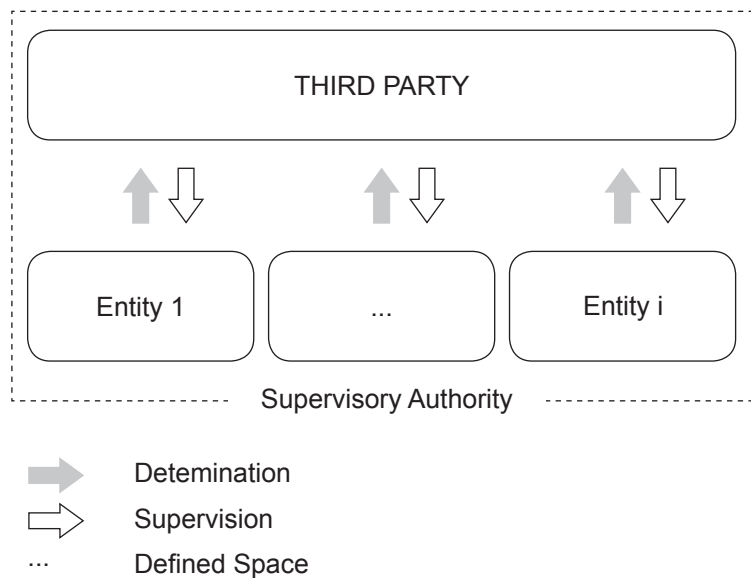 THIRD PARTY
Entity 1
...
Entity i
Supervisory Authority
Detemination
Supervision
... Defined Space